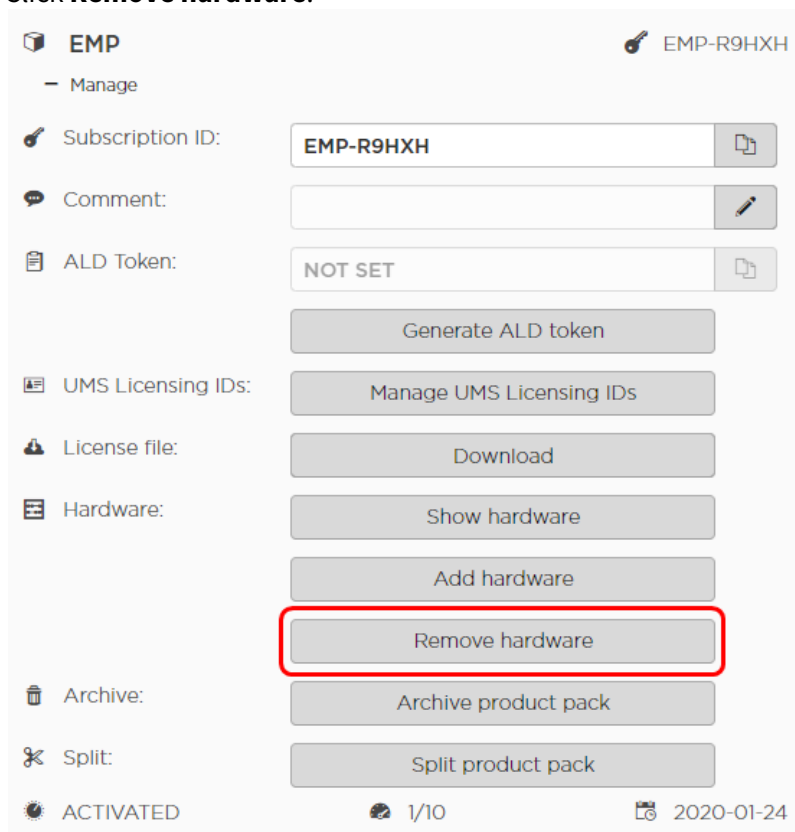 EMP EMP-R9HXH
– Manage
Subscription ID: EMP-R9HXH
Comment:
ALD Token: NOT SET
Generate ALD token
UMS Licensing IDs: Manage UMS Licensing IDs
License file: Download
Hardware: Show hardware
Add hardware
Remove hardware
Archive: Archive product pack
Split: Split product pack
ACTIVATED 1/10 2020-01-24